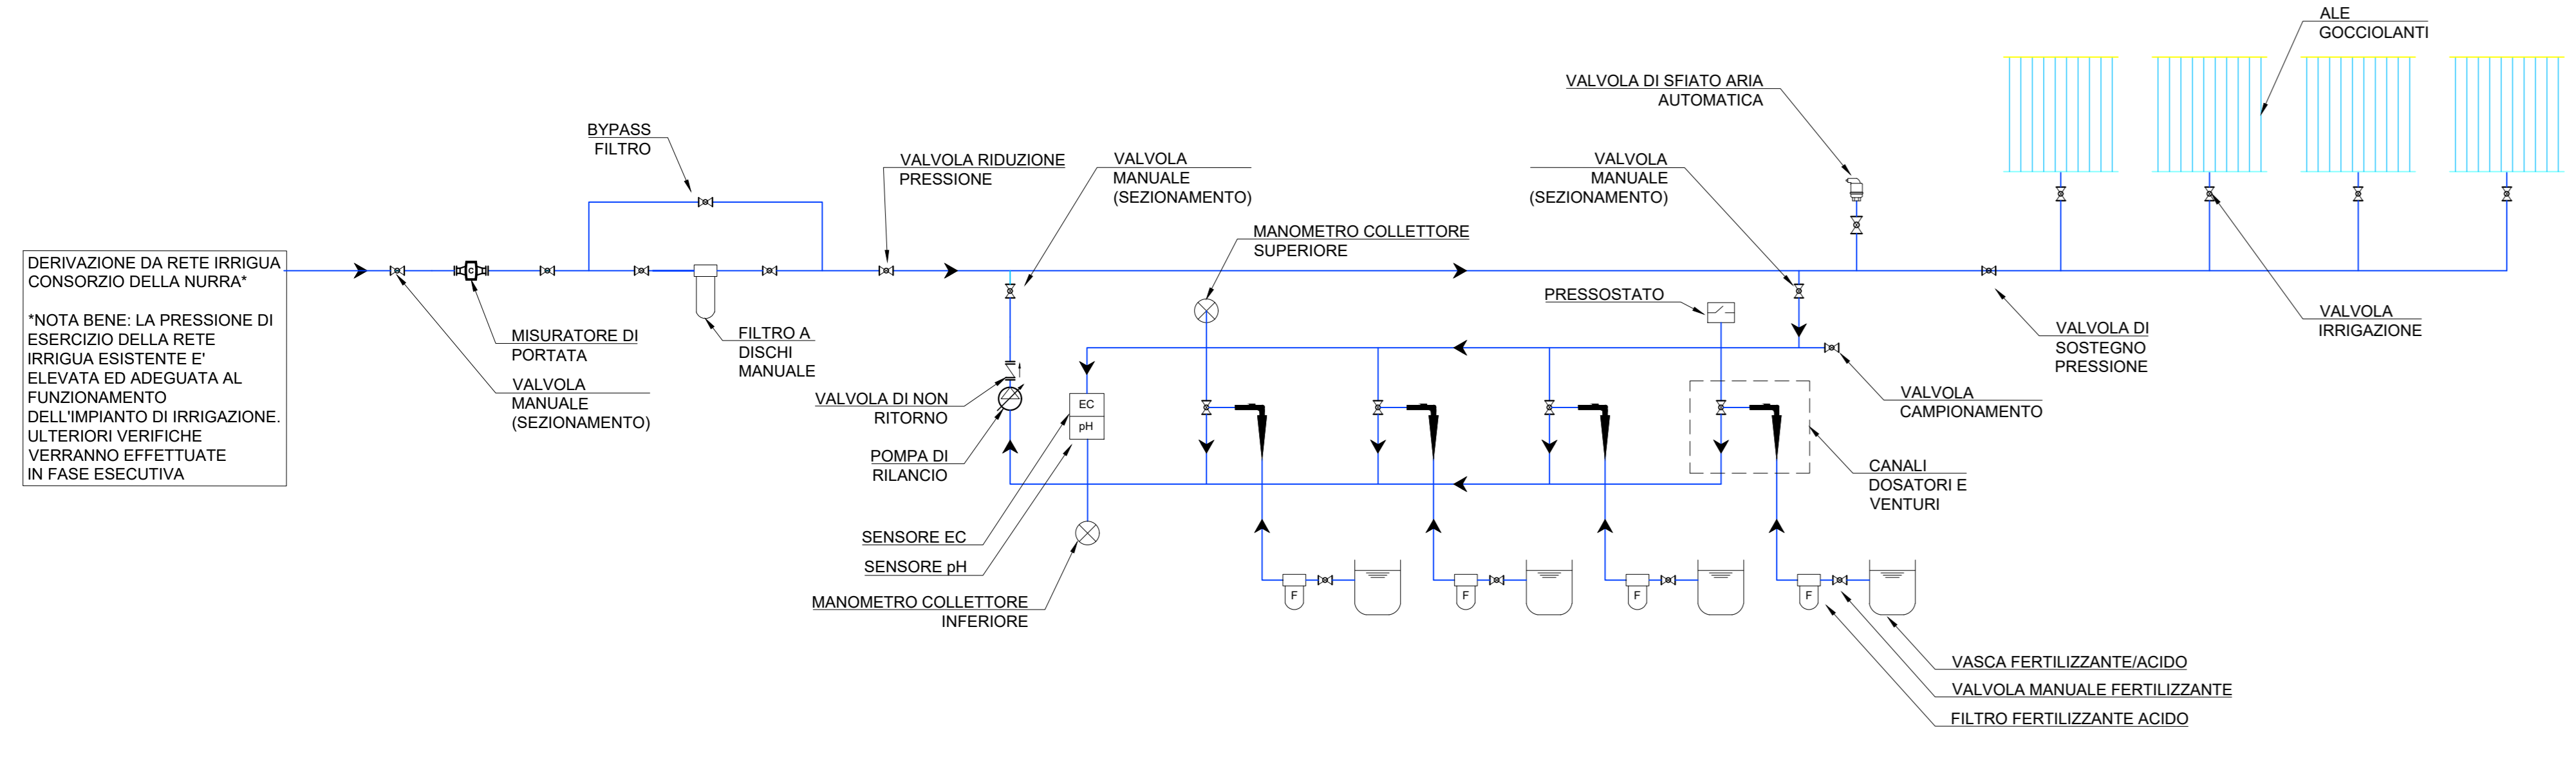 DERIVAZIONE DA RETE IRRIGUA
CONSORZIO DELLA NURRA*
*NOTA BENE: LA PRESSIONE DI
ESERCIZIO DELLA RETE
IRRIGUA ESISTENTE E'
ELEVATA ED ADEGUATA AL
FUNZIONAMENTO
DELL'IMPIANTO DI IRRIGAZIONE.
ULTERIORI VERIFICHE
VERRANNO EFFETTUATE
IN FASE ESECUTIVA
VALVOLA
MANUALE
(SEZIONAMENTO)
C
MISURATORE DI
PORTATA
BYPASS
FILTRO
FILTRO A
DISCHI
MANUALE
VALVOLA RIDUZIONE
PRESSIONE
VALVOLA
MANUALE
(SEZIONAMENTO)
VALVOLA DI NON
RITORNO
POMPA DI
RILANCIO
EC
pH
SENSORE EC
SENSORE pH
MANOMETRO COLLETTORE
INFERIORE
MANOMETRO COLLETTORE
SUPERIORE
VALVOLA DI SFIATO ARIA
AUTOMATICA
VALVOLA
MANUALE
(SEZIONAMENTO)
PRESSOSTATO
VALVOLA
CAMPIONAMENTO
CANALI
DOSATORI E
VENTURI
F
F
F
F
VASCA FERTILIZZANTE/ACIDO
VALVOLA MANUALE FERTILIZZANTE
FILTRO FERTILIZZANTE ACIDO
VALVOLA DI
SOSTEGNO
PRESSIONE
VALVOLA
IRRIGAZIONE
ALE
GOCCIOLANTI